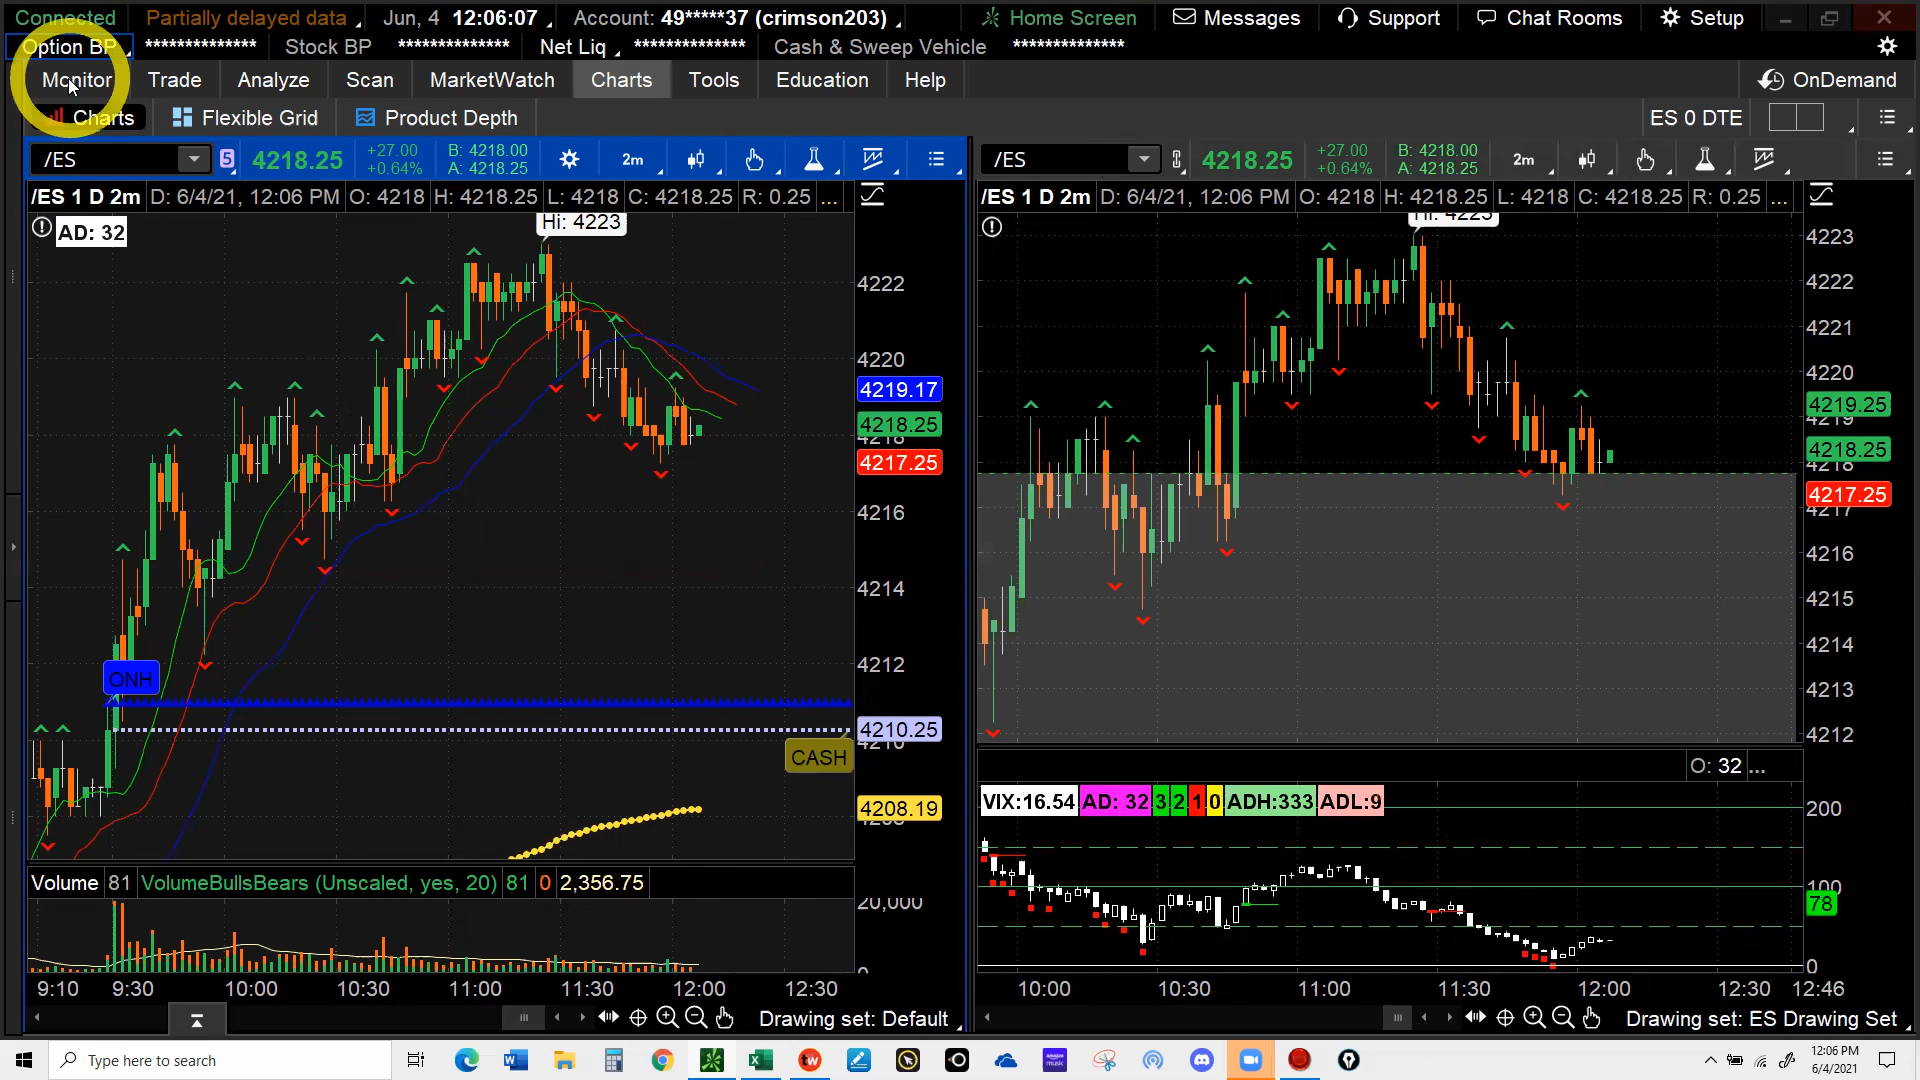 Connected Partially delayed data Jun, 4 12:06:07 Account: 49*****37 (crimson203) Home Screen Messages Support Chat Rooms Setup
Option BP ************** Stock BP ************** Net Liq ************** Cash & Sweep Vehicle **************
Monitor Trade Analyze Scan MarketWatch Charts Tools Education Help OnDemand
Charts Flexible Grid Product Depth ES 0 DTE
/ES 5 4218.25 +27.00 +0.64% B: 4218.00 A: 4218.25 2m
/ES 1 D 2m D: 6/4/21, 12:06 PM O: 4218 H: 4218.25 L: 4218 C: 4218.25 R: 0.25 ...
AD: 32
Hi: 4223
4222
4220
4219.17
4218.25
4218
4217.25
4216
4214
4212
ONH
4210.25
4210
CASH
4208.19
Volume 81 VolumeBullsBears (Unscaled, yes, 20) 81 0 2,356.75
20,000
0
9:10 9:30 10:00 10:30 11:00 11:30 12:00 12:30
Drawing set: Default
/ES 4218.25 +27.00 +0.64% B: 4218.00 A: 4218.25 2m
/ES 1 D 2m D: 6/4/21, 12:06 PM O: 4218 H: 4218.25 L: 4218 C: 4218.25 R: 0.25 ...
Hi: 4223
4223
4222
4221
4220
4219.25
4219
4218.25
4218
4217.25
4217
4216
4215
4214
4213
4212
O: 32 ...
VIX:16.54 AD: 32 3 2 1 0 ADH:333 ADL:9
200
100
78
0
10:00 10:30 11:00 11:30 12:00 12:30 12:46
Drawing set: ES Drawing Set
Type here to search
12:06 PM
6/4/2021